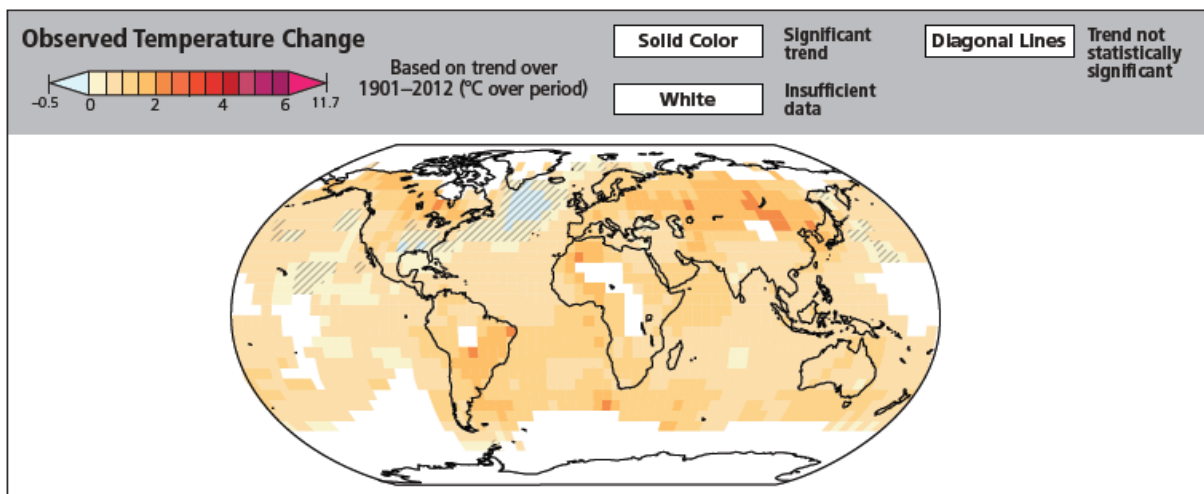 Observed Temperature Change
−0.5 0 2 4 6 11.7
Based on trend over
1901–2012 (°C over period)
Solid Color
Significant
trend
White
Insufficient
data
Diagonal Lines
Trend not
statistically
significant